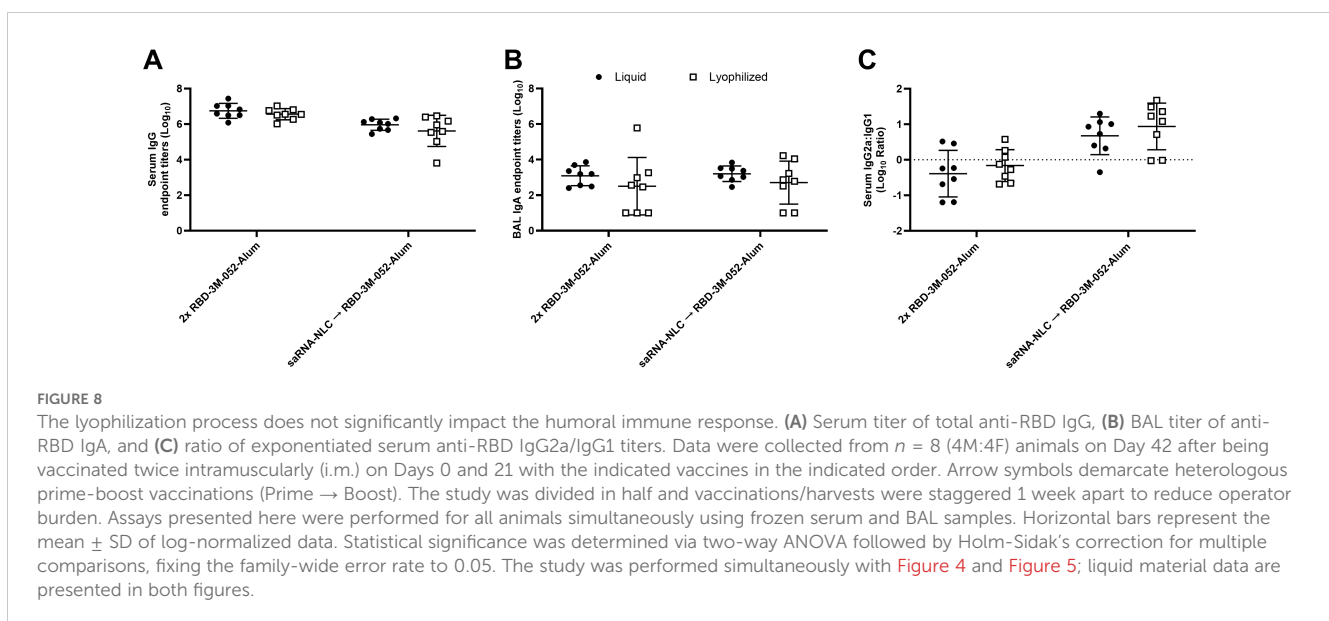 A
B
C
Liquid
Lyophilized
8
6
4
2
0
Serum IgG
endpoint titers (Log10)
2x RBD-3M-052-Alum
saRNA-NLC → RBD-3M-052-Alum
8
6
4
2
0
BAL IgA endpoint titers (Log10)
2x RBD-3M-052-Alum
saRNA-NLC → RBD-3M-052-Alum
2
1
0
-1
-2
Serum IgG2a:IgG1
(Log10 Ratio)
2x RBD-3M-052-Alum
saRNA-NLC → RBD-3M-052-Alum
FIGURE 8
The lyophilization process does not significantly impact the humoral immune response. (A) Serum titer of total anti-RBD IgG, (B) BAL titer of anti-
RBD IgA, and (C) ratio of exponentiated serum anti-RBD IgG2a/IgG1 titers. Data were collected from n = 8 (4M:4F) animals on Day 42 after being
vaccinated twice intramuscularly (i.m.) on Days 0 and 21 with the indicated vaccines in the indicated order. Arrow symbols demarcate heterologous
prime-boost vaccinations (Prime → Boost). The study was divided in half and vaccinations/harvests were staggered 1 week apart to reduce operator
burden. Assays presented here were performed for all animals simultaneously using frozen serum and BAL samples. Horizontal bars represent the
mean ± SD of log-normalized data. Statistical significance was determined via two-way ANOVA followed by Holm-Sidak's correction for multiple
comparisons, fixing the family-wide error rate to 0.05. The study was performed simultaneously with Figure 4 and Figure 5; liquid material data are
presented in both figures.